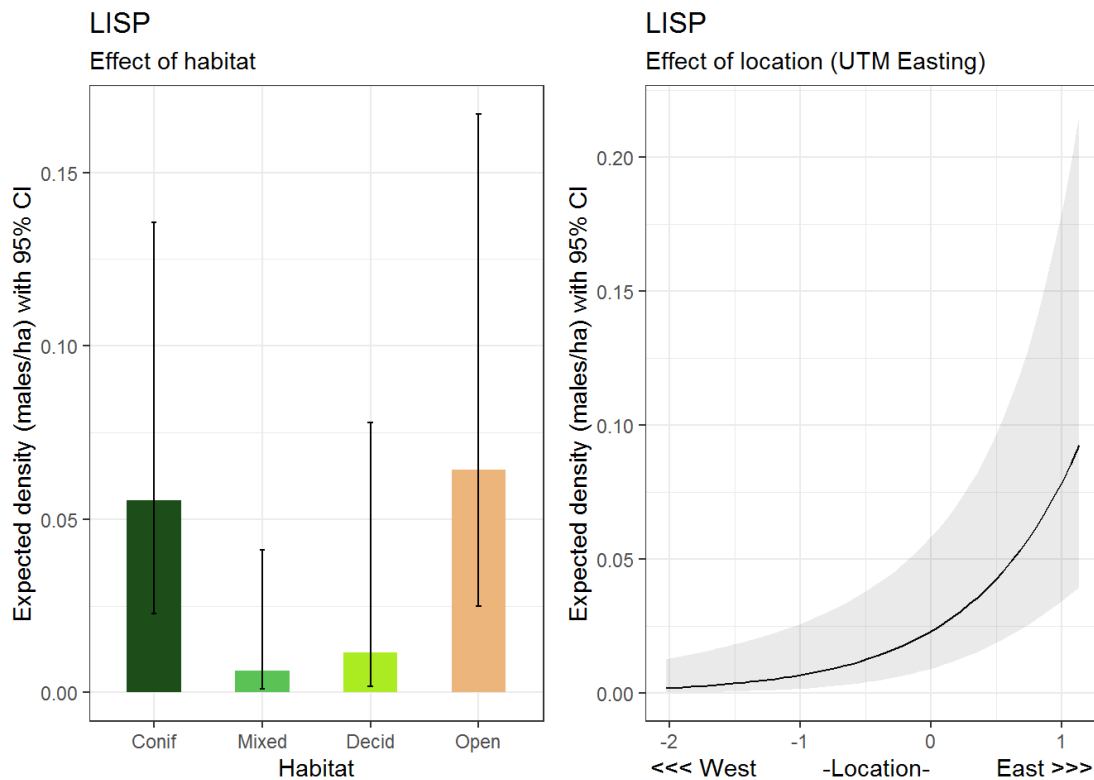 LISP
Effect of habitat
Expected density (males/ha) with 95% CI
0.15
0.10
0.05
0.00
Conif Mixed Decid Open
Habitat
LISP
Effect of location (UTM Easting)
Expected density (males/ha) with 95% CI
0.20
0.15
0.10
0.05
0.00
-2 -1 0 1
<<< West -Location- East >>>